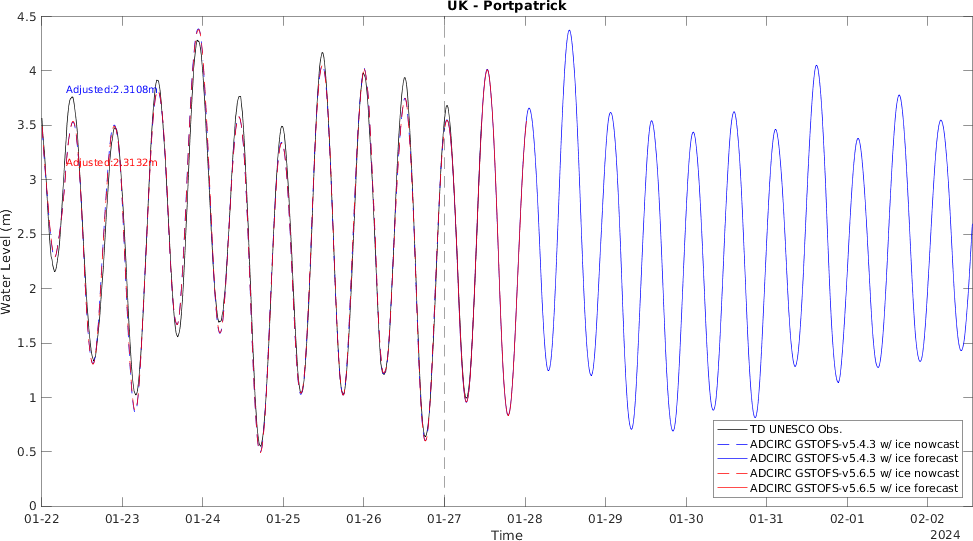 UK - Portpatrick
4.5
4
3.5
3
2.5
2
1.5
1
0.5
0
Water Level (m)
Adjusted:2.3108m
Adjusted:2.3132m
TD UNESCO Obs.
ADCIRC GSTOFS-v5.4.3 w/ ice nowcast
ADCIRC GSTOFS-v5.4.3 w/ ice forecast
ADCIRC GSTOFS-v5.6.5 w/ ice nowcast
ADCIRC GSTOFS-v5.6.5 w/ ice forecast
01-22 01-23 01-24 01-25 01-26 01-27 01-28 01-29 01-30 01-31 02-01 02-02
Time
2024